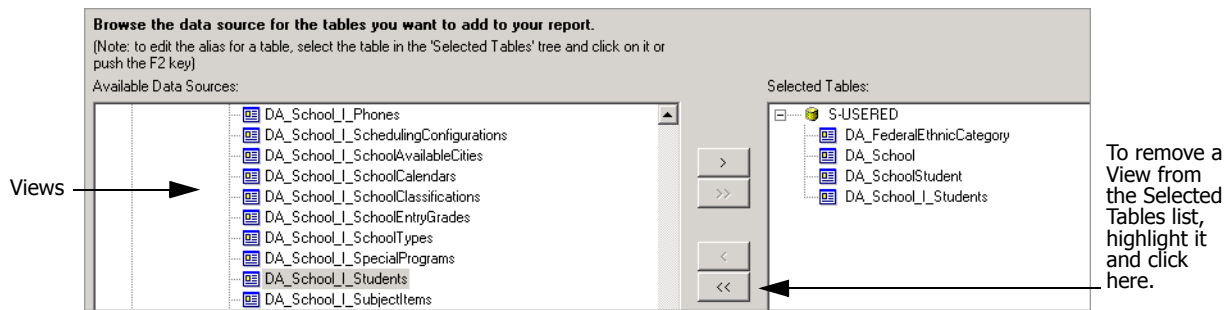 Browse the data source for the tables you want to add to your report.
(Note: to edit the alias for a table, select the table in the 'Selected Tables' tree and click on it or
push the F2 key)
Available Data Sources:
DA_School_I_Phones
DA_School_I_SchedulingConfigurations
DA_School_I_SchoolAvailableCities
DA_School_I_SchoolCalendars
DA_School_I_SchoolClassifications
DA_School_I_SchoolEntryGrades
DA_School_I_SchoolTypes
DA_School_I_SpecialPrograms
DA_School_I_Students
DA_School_I_SubjectItems
Views
>
>>
<
<<
Selected Tables:
S-USERED
DA_FederalEthnicCategory
DA_School
DA_SchoolStudent
DA_School_I_Students
To remove a
View from
the Selected
Tables list,
highlight it
and click
here.